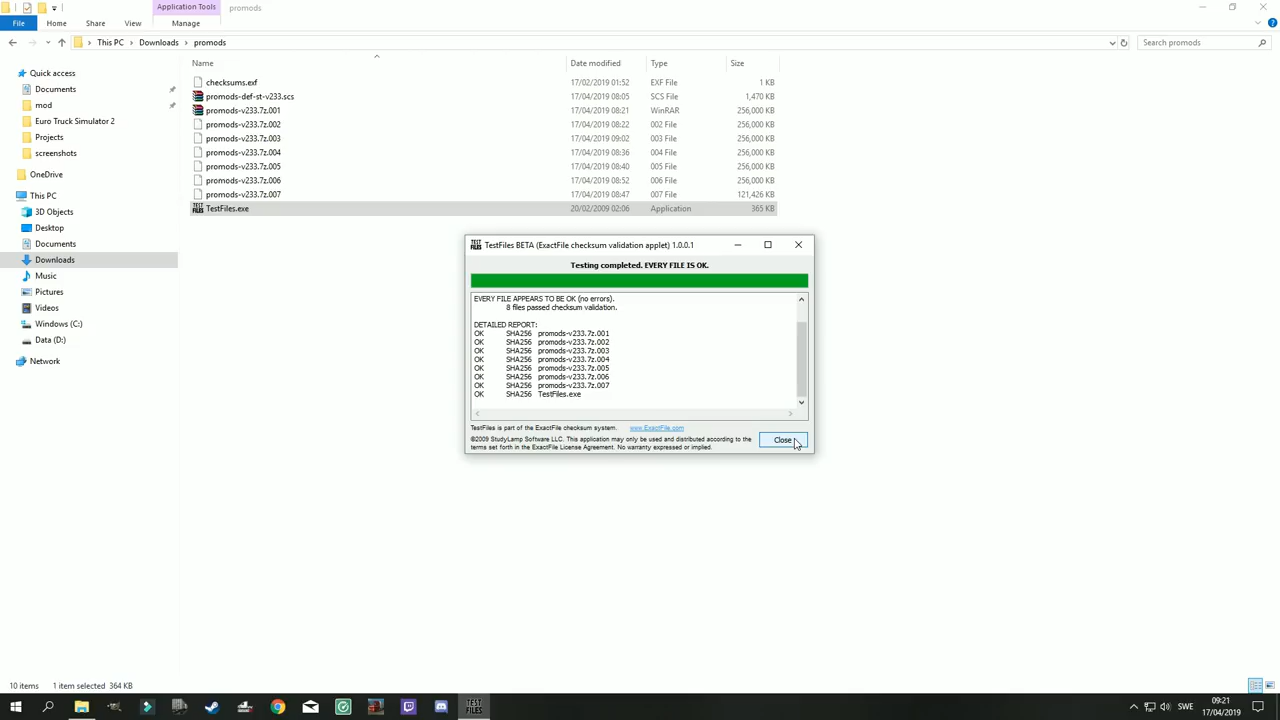 Application Tools promods
File Home Share View Manage
This PC Downloads promods Search promods
Quick access
Documents
mod
Euro Truck Simulator 2
Projects
screenshots
OneDrive
This PC
3D Objects
Desktop
Documents
Downloads
Music
Pictures
Videos
Windows (C:)
Data (D:)
Network
Name Date modified Type Size
checksums.exf 17/02/2019 01:52 EXF File 1 KB
promods-def-st-v233.scs 17/04/2019 08:05 SCS File 1,470 KB
promods-v233.7z.001 17/04/2019 08:21 WinRAR 256,000 KB
promods-v233.7z.002 17/04/2019 08:22 002 File 256,000 KB
promods-v233.7z.003 17/04/2019 09:02 003 File 256,000 KB
promods-v233.7z.004 17/04/2019 08:36 004 File 256,000 KB
promods-v233.7z.005 17/04/2019 08:40 005 File 256,000 KB
promods-v233.7z.006 17/04/2019 08:52 006 File 256,000 KB
promods-v233.7z.007 17/04/2019 08:47 007 File 121,426 KB
TEST FILES TestFiles.exe 20/02/2009 02:06 Application 365 KB
TEST FILES TestFiles BETA (ExactFile checksum validation applet) 1.0.0.1
Testing completed. EVERY FILE IS OK.
EVERY FILE APPEARS TO BE OK (no errors).
8 files passed checksum validation.
DETAILED REPORT:
OK SHA256 promods-v233.7z.001
OK SHA256 promods-v233.7z.002
OK SHA256 promods-v233.7z.003
OK SHA256 promods-v233.7z.004
OK SHA256 promods-v233.7z.005
OK SHA256 promods-v233.7z.006
OK SHA256 promods-v233.7z.007
OK SHA256 TestFiles.exe
TestFiles is part of the ExactFile checksum system. www.ExactFile.com
©2009 StudyLamp Software LLC. This application may only be used and distributed according to the
terms set forth in the ExactFile License Agreement. No warranty expressed or implied.
Close
10 items 1 item selected 364 KB
TEST FILES
SWE
09:21
17/04/2019